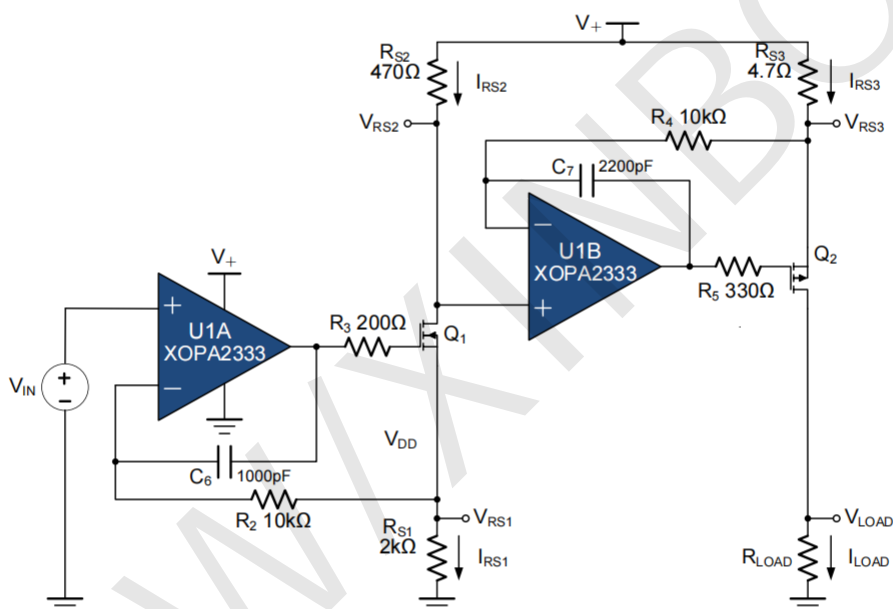 V+
RS2
470Ω
IRS2
VRS2
RS3
4.7Ω
IRS3
R4 10kΩ
VRS3
C7 2200pF
−
U1B
XOPA2333
+
Q2
R5 330Ω
V+
+
U1A
XOPA2333
−
R3 200Ω
Q1
VIN
+
−
VDD
C6 1000pF
R2 10kΩ
VRS1
RS1
2kΩ
IRS1
VLOAD
RLOAD
ILOAD
WXINBO